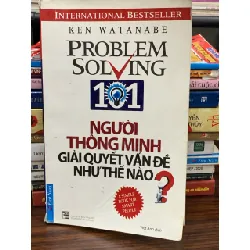 INTERNATIONAL BESTSELLER
KEN WATANABE
PROBLEM
SOLVING
101
NGƯỜI
THÔNG MINH
GIẢI QUYẾT VẤN ĐỀ
NHƯ THẾ NÀO?